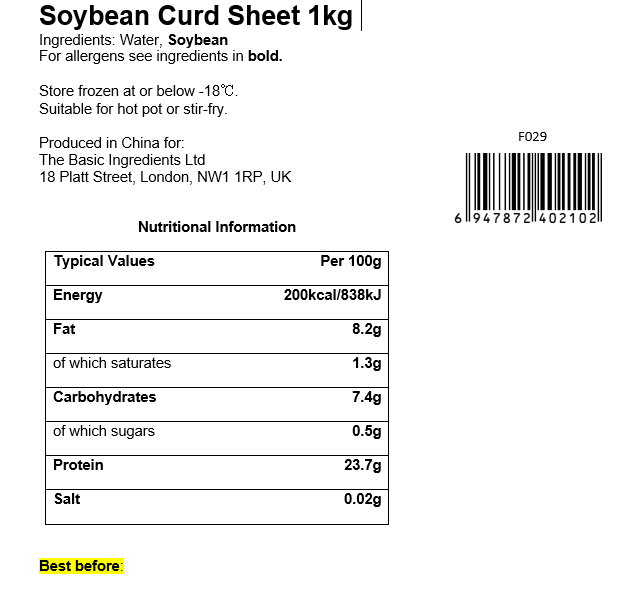 Soybean Curd Sheet 1kg
Ingredients: Water, Soybean
For allergens see ingredients in bold.
Store frozen at or below -18℃.
Suitable for hot pot or stir-fry.
Produced in China for:
The Basic Ingredients Ltd
18 Platt Street, London, NW1 1RP, UK
F029
6 947872 402102
Nutritional Information
Typical Values Per 100g
Energy 200kcal/838kJ
Fat 8.2g
of which saturates 1.3g
Carbohydrates 7.4g
of which sugars 0.5g
Protein 23.7g
Salt 0.02g
Best before: